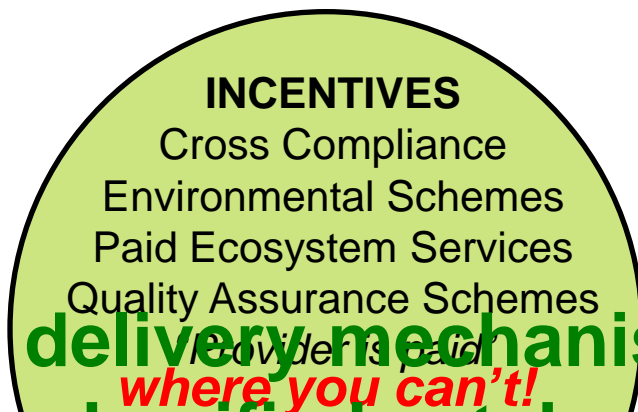 INCENTIVES
Cross Compliance
Environmental Schemes
Paid Ecosystem Services
Quality Assurance Schemes
delivery mechanis
‘Provider is paid’
where you can’t!